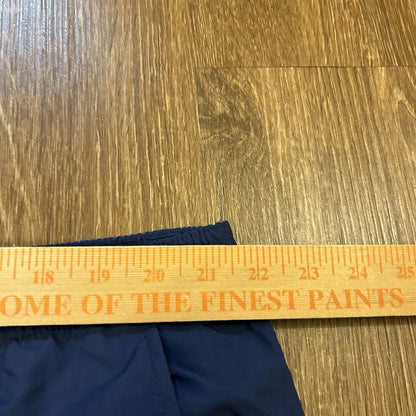 18 19 20 21 22 23 24 25
OME OF THE FINEST PAINTS